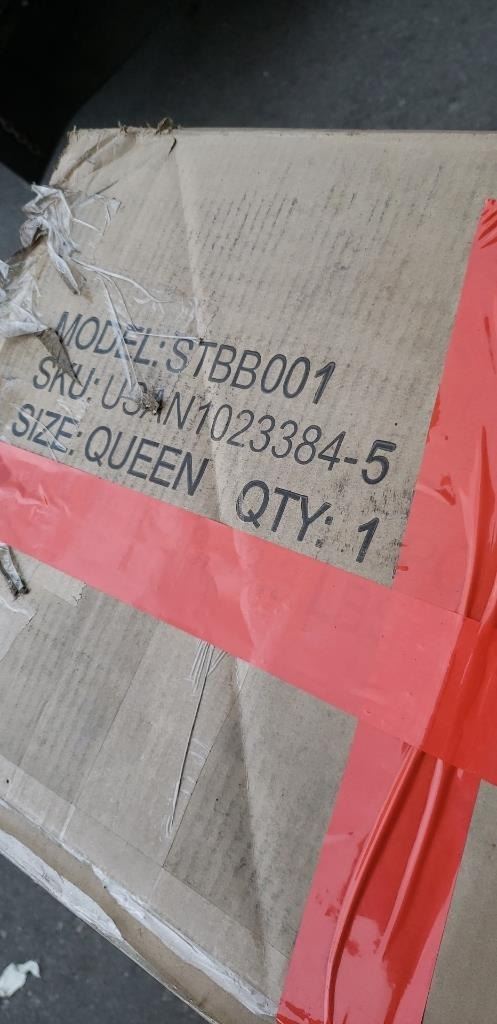 MODEL: STBB001
SKU: USAN1023384-5
SIZE: QUEEN QTY: 1